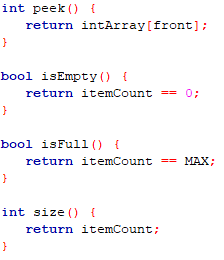 int peek() {
return intArray[front];
}
bool isEmpty() {
return itemCount == 0;
}
bool isFull() {
return itemCount == MAX;
}
int size() {
return itemCount;
}